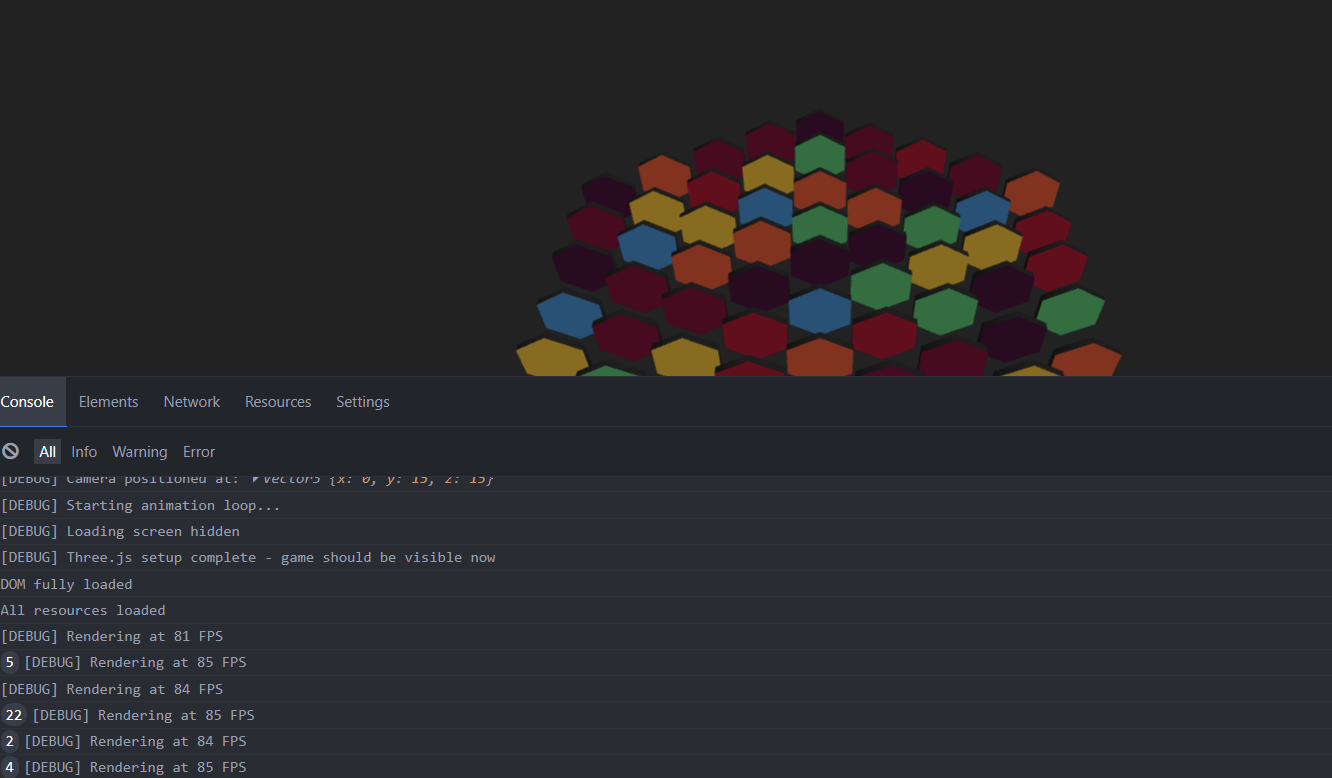 Console Elements Network Resources Settings
All Info Warning Error
[DEBUG] Camera positioned at: ▶Vector3 {x: 0, y: 15, z: 15}
[DEBUG] Starting animation loop...
[DEBUG] Loading screen hidden
[DEBUG] Three.js setup complete - game should be visible now
DOM fully loaded
All resources loaded
[DEBUG] Rendering at 81 FPS
5 [DEBUG] Rendering at 85 FPS
[DEBUG] Rendering at 84 FPS
22 [DEBUG] Rendering at 85 FPS
2 [DEBUG] Rendering at 84 FPS
4 [DEBUG] Rendering at 85 FPS